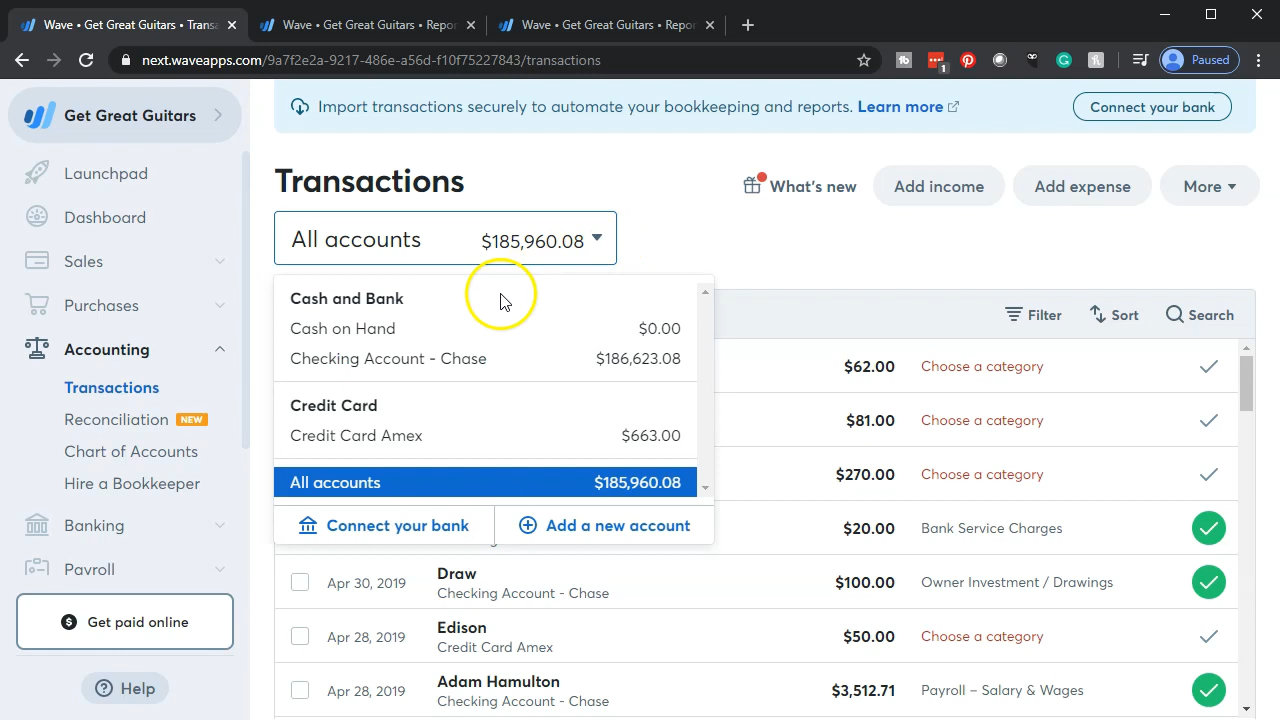 Wave • Get Great Guitars • Transa
Wave • Get Great Guitars • Repor
Wave • Get Great Guitars • Repor
next.waveapps.com/9a7f2e2a-9217-486e-a56d-f10f75227843/transactions
1
Paused
Get Great Guitars
Launchpad
Dashboard
Sales
Purchases
Accounting
Transactions
Reconciliation NEW
Chart of Accounts
Hire a Bookkeeper
Banking
Payroll
Get paid online
Help
Import transactions securely to automate your bookkeeping and reports. Learn more
Connect your bank
Transactions
What's new
Add income
Add expense
More
All accounts $185,960.08
Cash and Bank
Cash on Hand $0.00
Checking Account - Chase $186,623.08
Credit Card
Credit Card Amex $663.00
All accounts $185,960.08
Connect your bank
Add a new account
Filter
Sort
Search
$62.00 Choose a category
$81.00 Choose a category
$270.00 Choose a category
$20.00 Bank Service Charges
Apr 30, 2019 Draw $100.00 Owner Investment / Drawings
Checking Account - Chase
Apr 28, 2019 Edison $50.00 Choose a category
Credit Card Amex
Apr 28, 2019 Adam Hamulton $3,512.71 Payroll – Salary & Wages
Checking Account - Chase